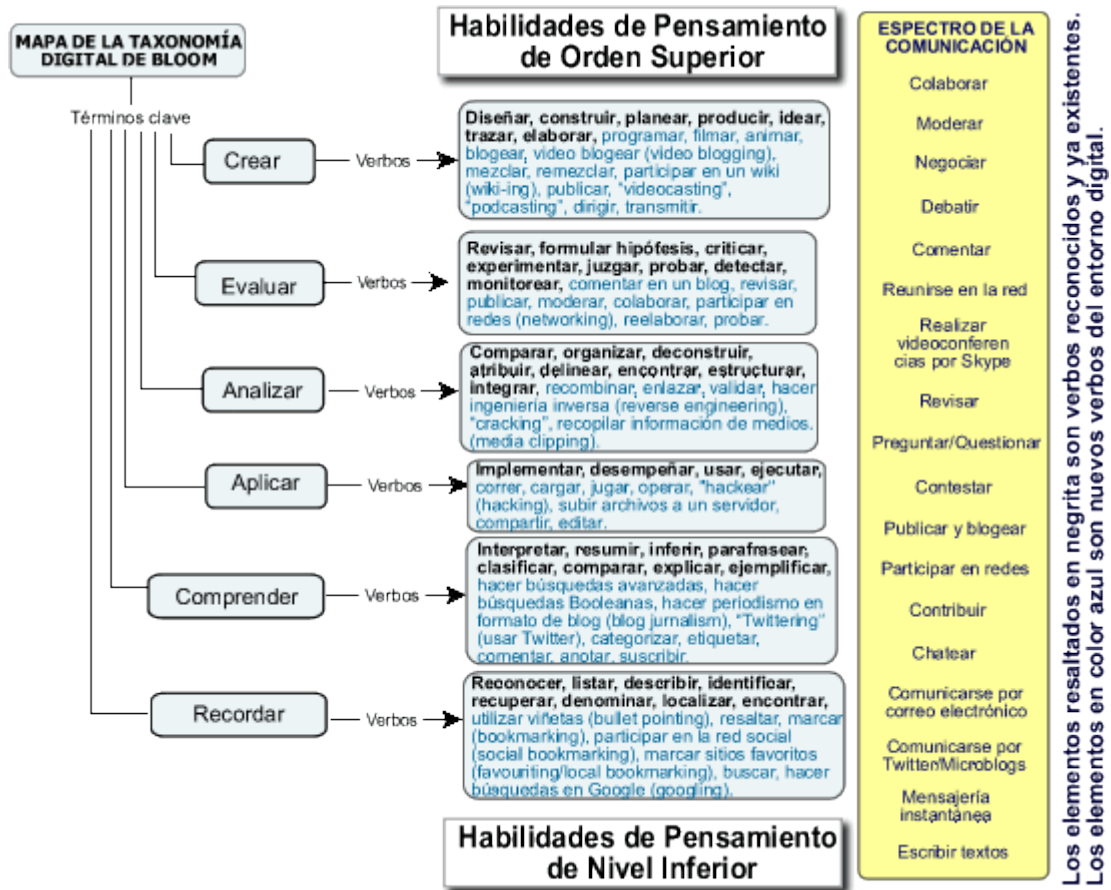 MAPA DE LA TAXONOMÍA
DIGITAL DE BLOOM
Términos clave
Habilidades de Pensamiento
de Orden Superior
Crear
Verbos
Diseñar, construir, planear, producir, idear,
trazar, elaborar, programar, filmar, animar,
blogear, video blogear (video blogging),
mezclar, remezclar, participar en un wiki
(wiki-ing), publicar, "videocasting",
"podcasting", dirigir, transmitir.
Evaluar
Verbos
Revisar, formular hipótesis, criticar,
experimentar, juzgar, probar, detectar,
monitorear, comentar en un blog, revisar,
publicar, moderar, colaborar, participar en
redes (networking), reelaborar, probar.
Analizar
Verbos
Comparar, organizar, deconstruir,
atribuir, delinear, encontrar, estructurar,
integrar, recombinar, enlazar, validar, hacer
ingeniería inversa (reverse engineering),
"cracking", recopilar información de medios.
(media clipping).
Aplicar
Verbos
Implementar, desempeñar, usar, ejecutar,
correr, cargar, jugar, operar, "hackear"
(hacking), subir archivos a un servidor,
compartir, editar.
Comprender
Verbos
Interpretar, resumir, inferir, parafrasear,
clasificar, comparar, explicar, ejemplificar,
hacer búsquedas avanzadas, hacer
búsquedas Booleanas, hacer periodismo en
formato de blog (blog jurnalism), "Twittering"
(usar Twitter), categorizar, etiquetar,
comentar, anotar, suscribir.
Recordar
Verbos
Reconocer, listar, describir, identificar,
recuperar, denominar, localizar, encontrar,
utilizar viñetas (bullet pointing), resaltar, marcar
(bookmarking), participar en la red social
(social bookmarking), marcar sitios favoritos
(favouriting/local bookmarking), buscar, hacer
búsquedas en Google (googling).
Habilidades de Pensamiento
de Nivel Inferior
ESPECTRO DE LA
COMUNICACIÓN
Colaborar
Moderar
Negociar
Debatir
Comentar
Reunirse en la red
Realizar
videoconferen
cias por Skype
Revisar
Preguntar/Questionar
Contestar
Publicar y blogear
Participar en redes
Contribuir
Chatear
Comunicarse por
correo electrónico
Comunicarse por
Twitter/Microblogs
Mensajería
instantánea
Escribir textos
Los elementos resaltados en negrita son verbos reconocidos y ya existentes.
Los elementos en color azul son nuevos verbos del entorno digital.